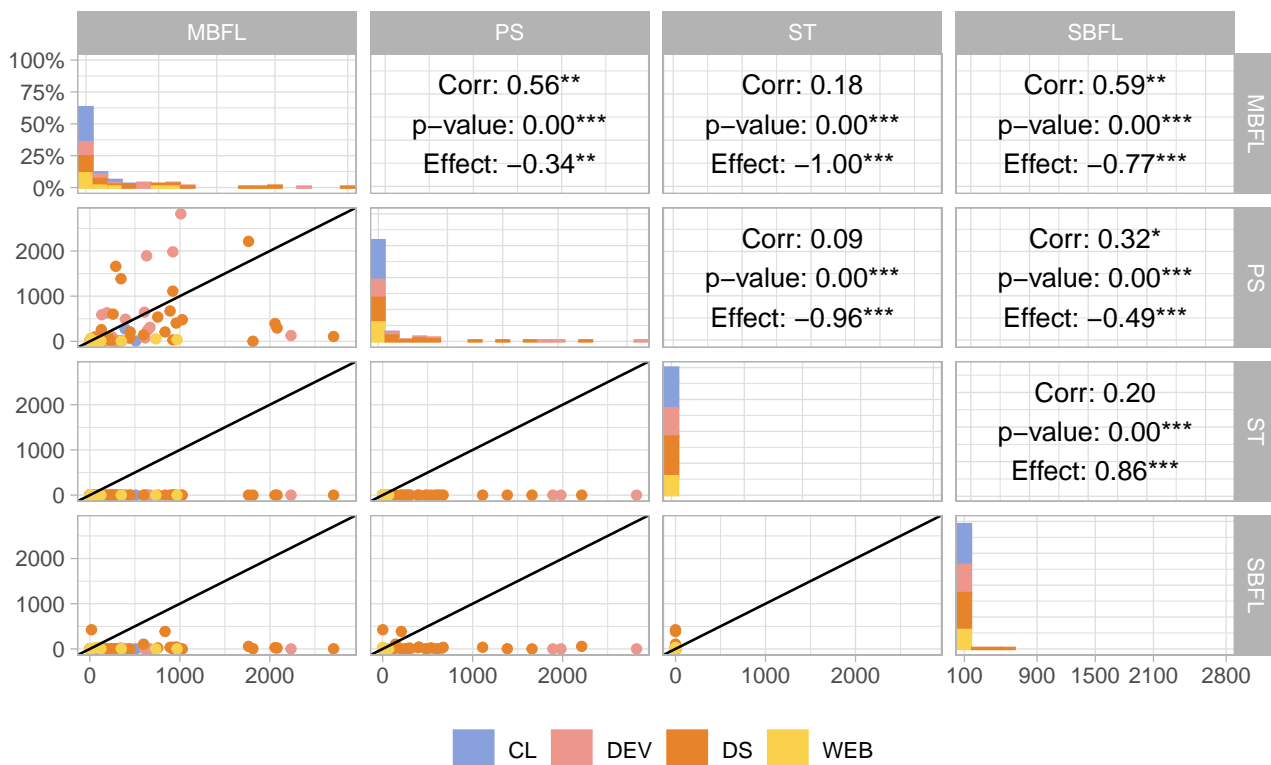 MBFL PS ST SBFL
100%
75%
50%
25%
0%
Corr: 0.56**
p−value: 0.00***
Effect: −0.34**
Corr: 0.18
p−value: 0.00***
Effect: −1.00***
Corr: 0.59**
p−value: 0.00***
Effect: −0.77***
MBFL
2000
1000
0
Corr: 0.09
p−value: 0.00***
Effect: −0.96***
Corr: 0.32*
p−value: 0.00***
Effect: −0.49***
PS
2000
1000
0
Corr: 0.20
p−value: 0.00***
Effect: 0.86***
ST
2000
1000
0
SBFL
0 1000 2000 0 1000 2000 0 1000 2000 100 900 1500 2100 2800
CL DEV DS WEB